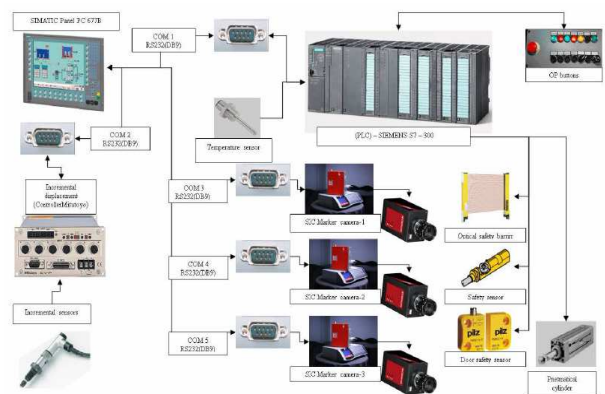 SIMATIC Panel PC 677B
COM 1
RS232(DB9)
OP buttons
COM 2
RS232(DB9)
Temperature sensor
(PLC) – SIEMENS S7 – 300
Incremental
displacement
(ControllerMitutoyo)
COM 3
RS232(DB9)
SIC Marker camera-1
Optical safety barrier
COM 4
RS232(DB9)
SIC Marker camera-2
Safety sensor
Incremental sensors
pilz
pilz
COM 5
RS232(DB9)
SIC Marker camera-3
Door safety sensor
Pneumatical
cylinder